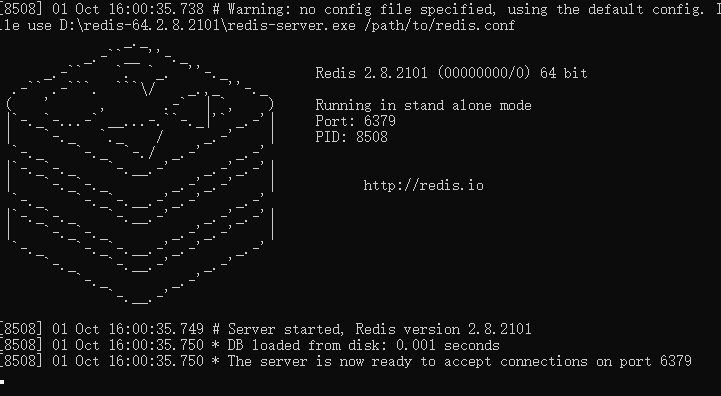 [8508] 01 Oct 16:00:35.738 # Warning: no config file specified, using the default config. I
le use D:\redis-64.2.8.2101\redis-server.exe /path/to/redis.conf
Redis 2.8.2101 (00000000/0) 64 bit
Running in stand alone mode
Port: 6379
PID: 8508
http://redis.io
[8508] 01 Oct 16:00:35.749 # Server started, Redis version 2.8.2101
[8508] 01 Oct 16:00:35.750 * DB loaded from disk: 0.001 seconds
[8508] 01 Oct 16:00:35.750 * The server is now ready to accept connections on port 6379